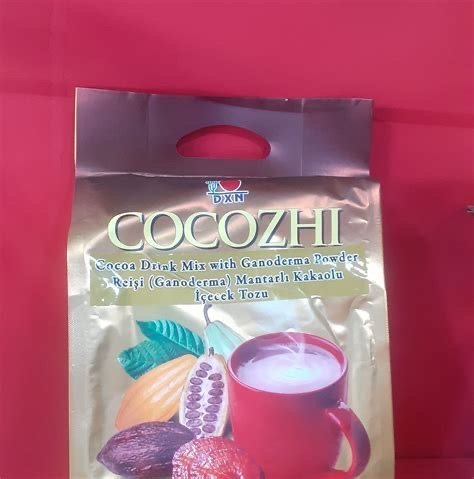 DXN
COCOZHI
Cocoa Drink Mix with Ganoderma Powder
Reişi (Ganoderma) Mantarlı Kakaolu
İçecek Tozu